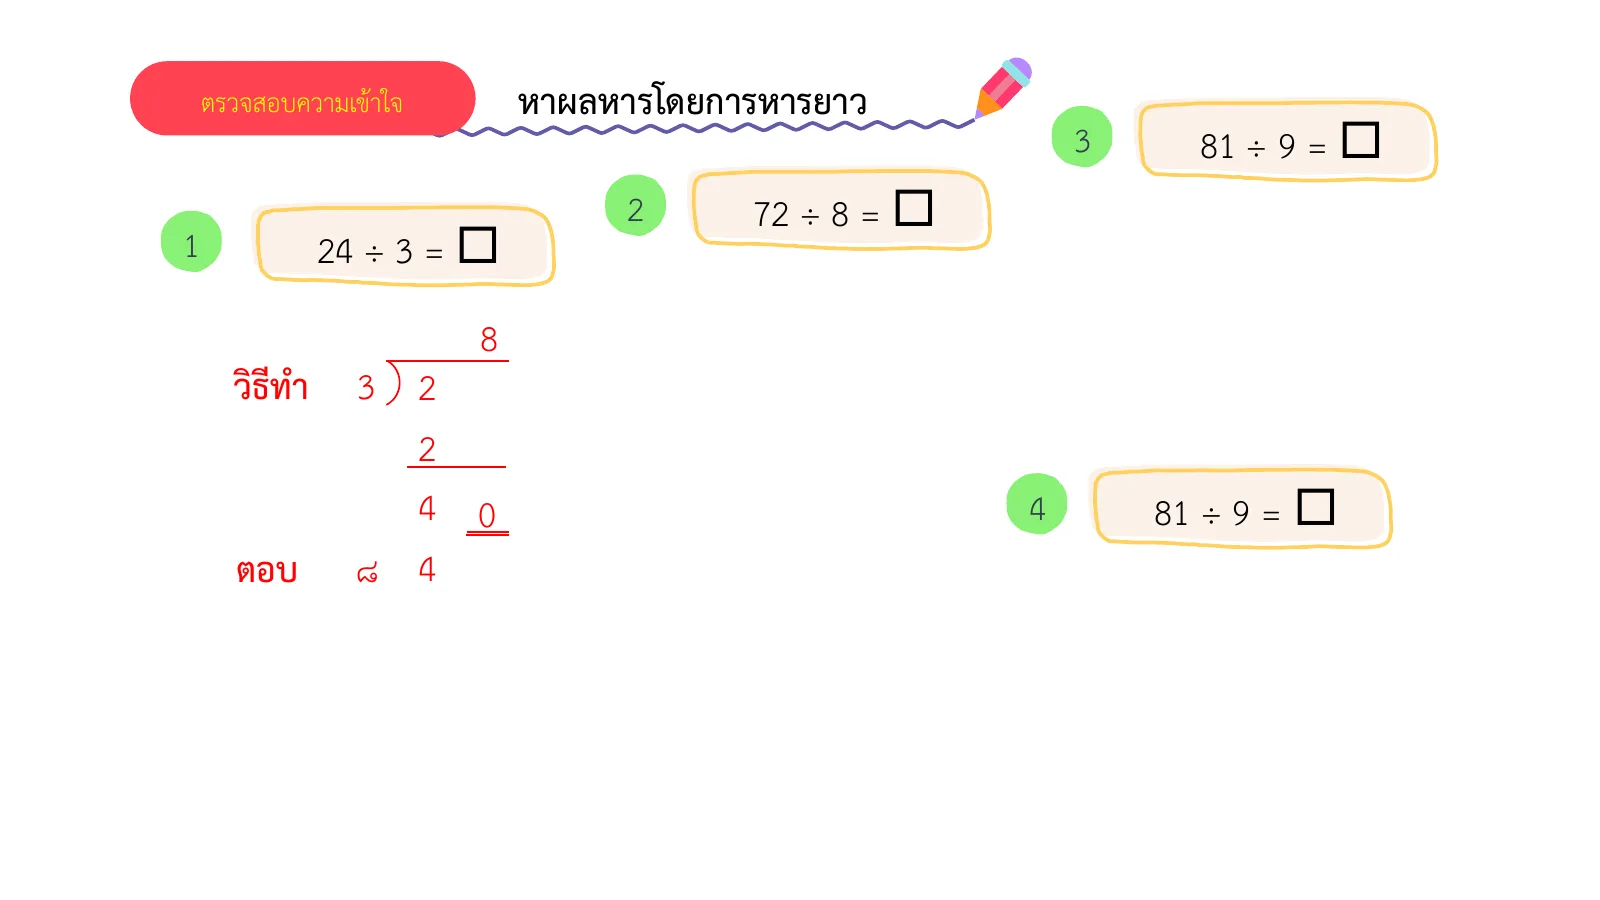 ตรวจสอบความเข้าใจ
หาผลหารโดยการหารยาว
1
24 ÷ 3 = □
8
วิธีทำ 3 ) 2
2
4 0
ตอบ ๘ 4
2
72 ÷ 8 = □
3
81 ÷ 9 = □
4
81 ÷ 9 = □